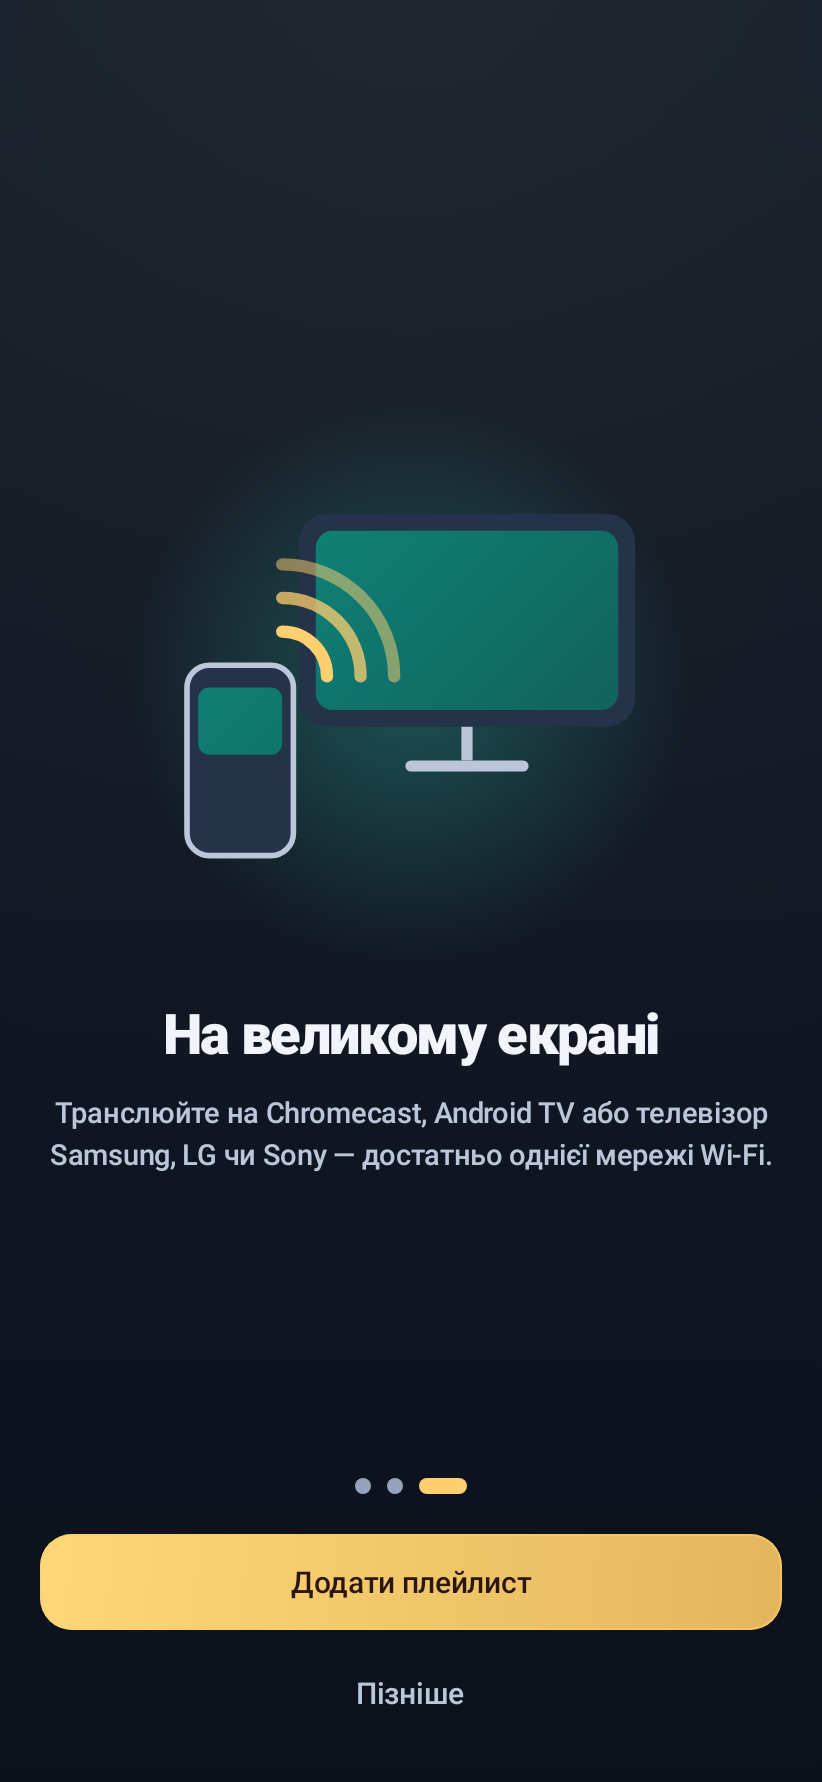 На великому екрані
Транслюйте на Chromecast, Android TV або телевізор
Samsung, LG чи Sony — достатньо однієї мережі Wi-Fi.
Додати плейлист
Пізніше